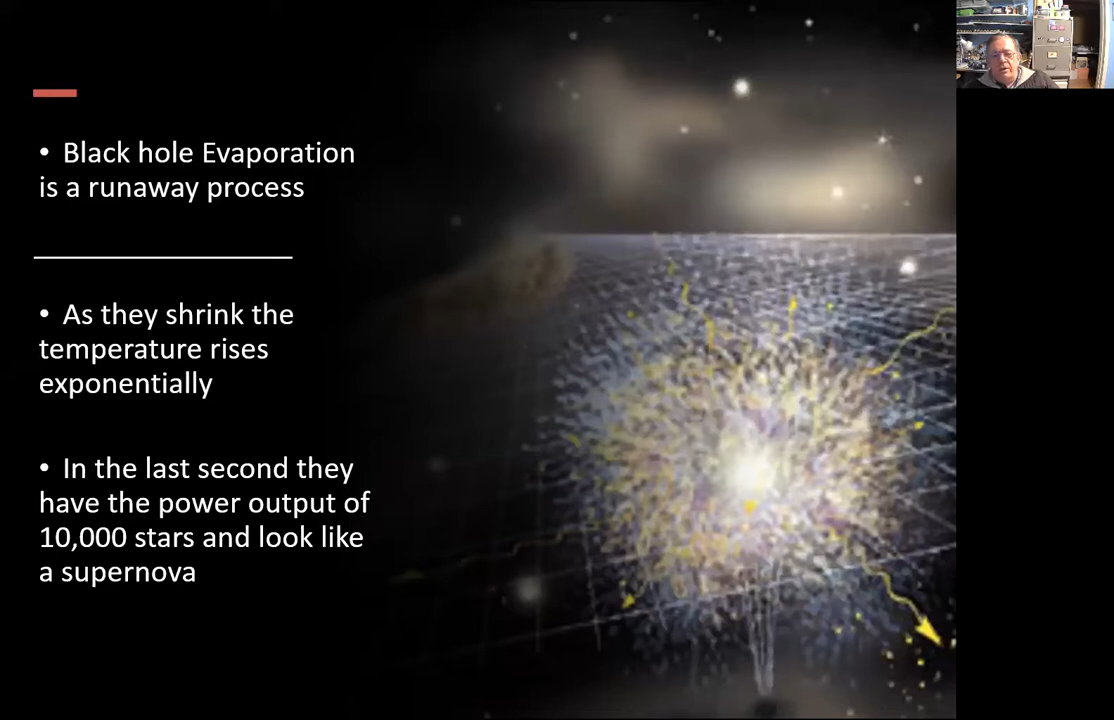 • Black hole Evaporation
is a runaway process
• As they shrink the
temperature rises
exponentially
• In the last second they
have the power output of
10,000 stars and look like
a supernova